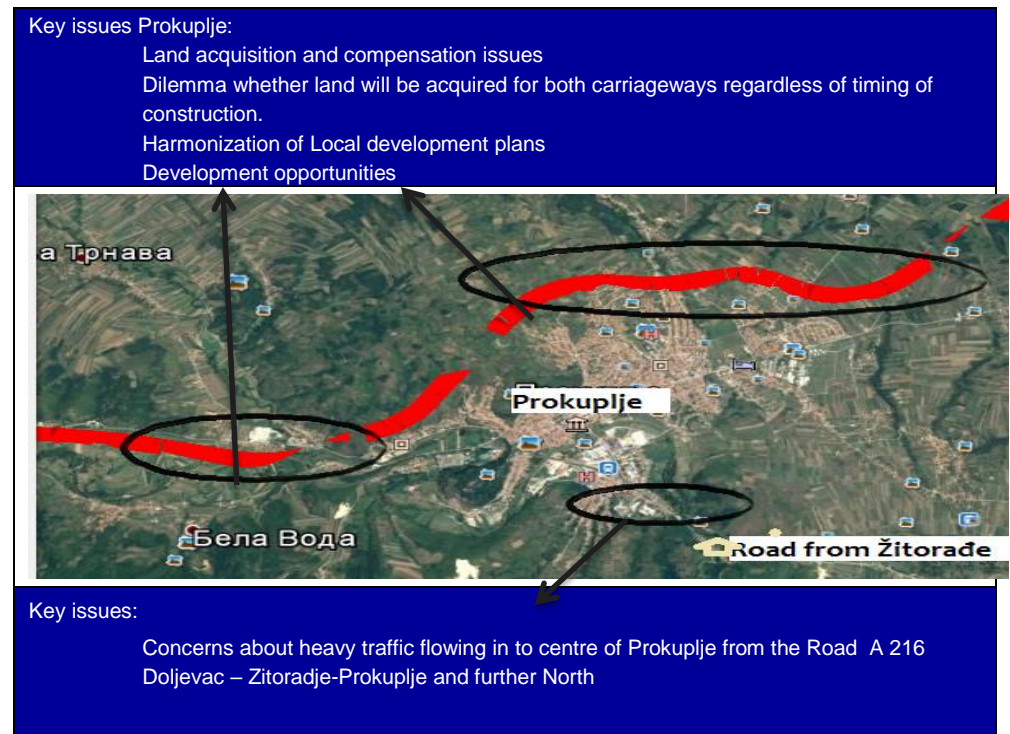 Key issues Prokuplje:
Land acquisition and compensation issues
Dilemma whether land will be acquired for both carriageways regardless of timing of
construction.
Harmonization of Local development plans
Development opportunities
а Трнава
Prokuplje
Бела Вода
Road from Žitorađe
Key issues:
Concerns about heavy traffic flowing in to centre of Prokuplje from the Road A 216
Doljevac – Zitoradje-Prokuplje and further North